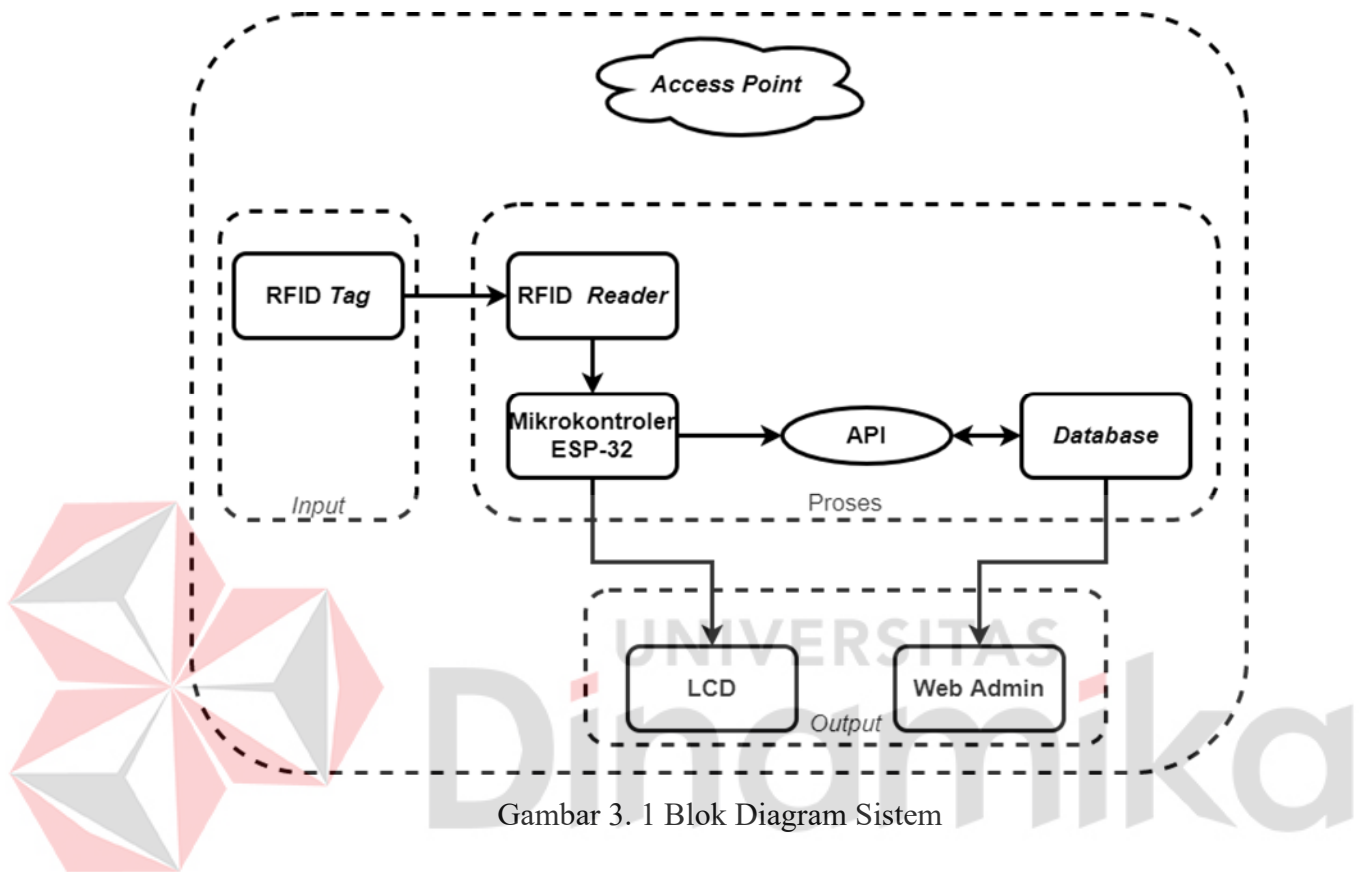 Access Point
RFID Tag
RFID Reader
Mikrokontroler
ESP-32
API
Database
Input
Proses
UNIVERSITAS
Dinamika
LCD
Web Admin
Output
Gambar 3. 1 Blok Diagram Sistem